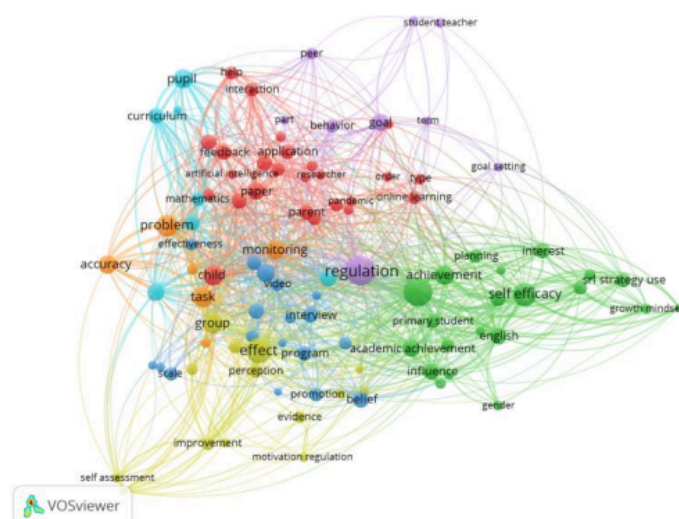 student teacher
peer
pupil
help
interaction
curriculum
part
behavior
goal
term
feedback
application
goal setting
artificial intelligence
researcher
order
type
mathematics
paper
pandemic
online learning
parent
problem
effectiveness
monitoring
planning
interest
accuracy
child
video
regulation
achievement
srl strategy use
task
self efficacy
growth mindse
group
interview
primary student
english
effect
program
academic achievement
scale
perception
influence
promotion
belief
gender
evidence
improvement
motivation regulation
self assessment
VOSviewer